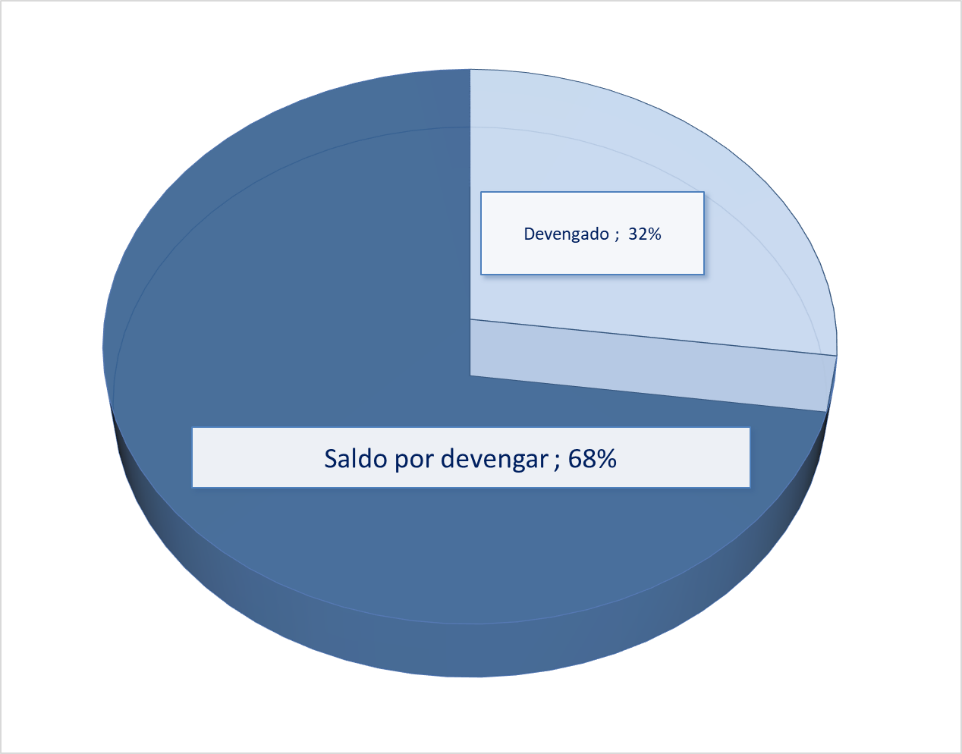 Devengado ;  32%
Saldo por devengar ; 68%